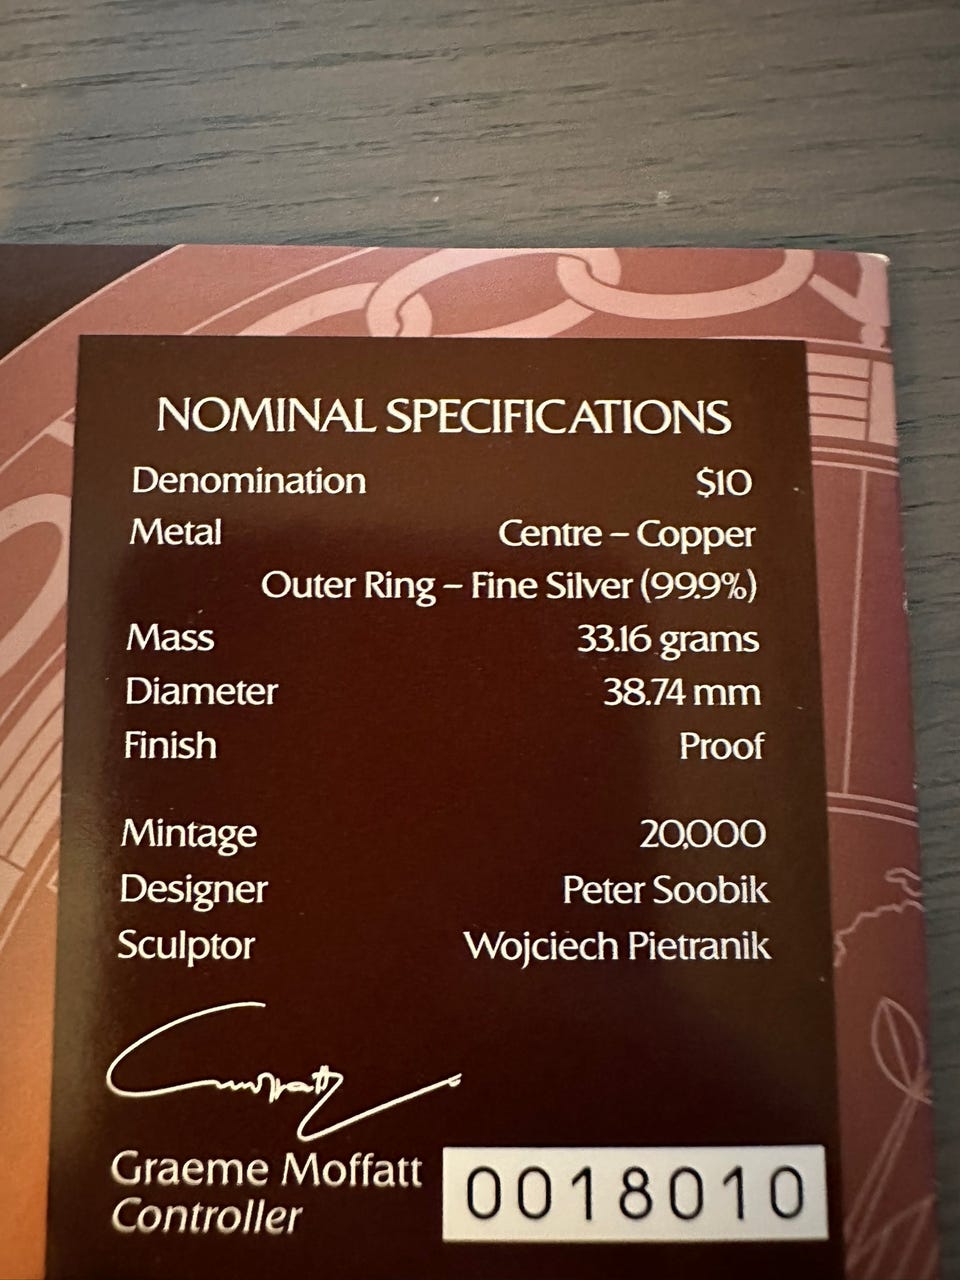 NOMINAL SPECIFICATIONS
Denomination $10
Metal Centre – Copper
Outer Ring – Fine Silver (99.9%)
Mass 33.16 grams
Diameter 38.74 mm
Finish Proof
Mintage 20,000
Designer Peter Soobik
Sculptor Wojciech Pietranik
Graeme Moffatt
Controller 0018010